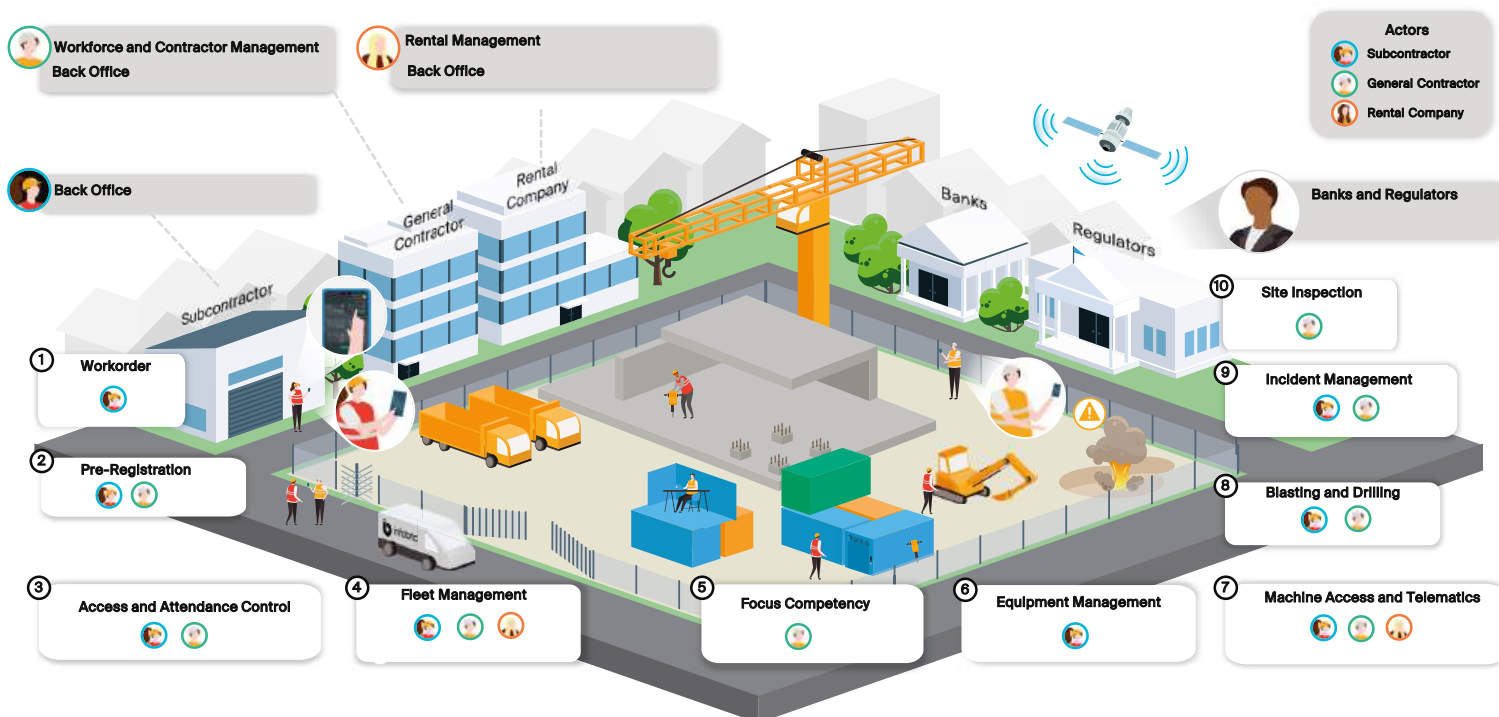 Workforce and Contractor Management
Back Office
Rental Management
Back Office
Actors
Subcontractor
General Contractor
Rental Company
Back Office
Banks and Regulators
Rental
Company
General
Contractor
Banks
Regulators
Subcontractor
10
Site Inspection
1
Workorder
9
Incident Management
2
Pre-Registration
8
Blasting and Drilling
infobric
3
Access and Attendance Control
4
Fleet Management
5
Focus Competency
6
Equipment Management
7
Machine Access and Telematics